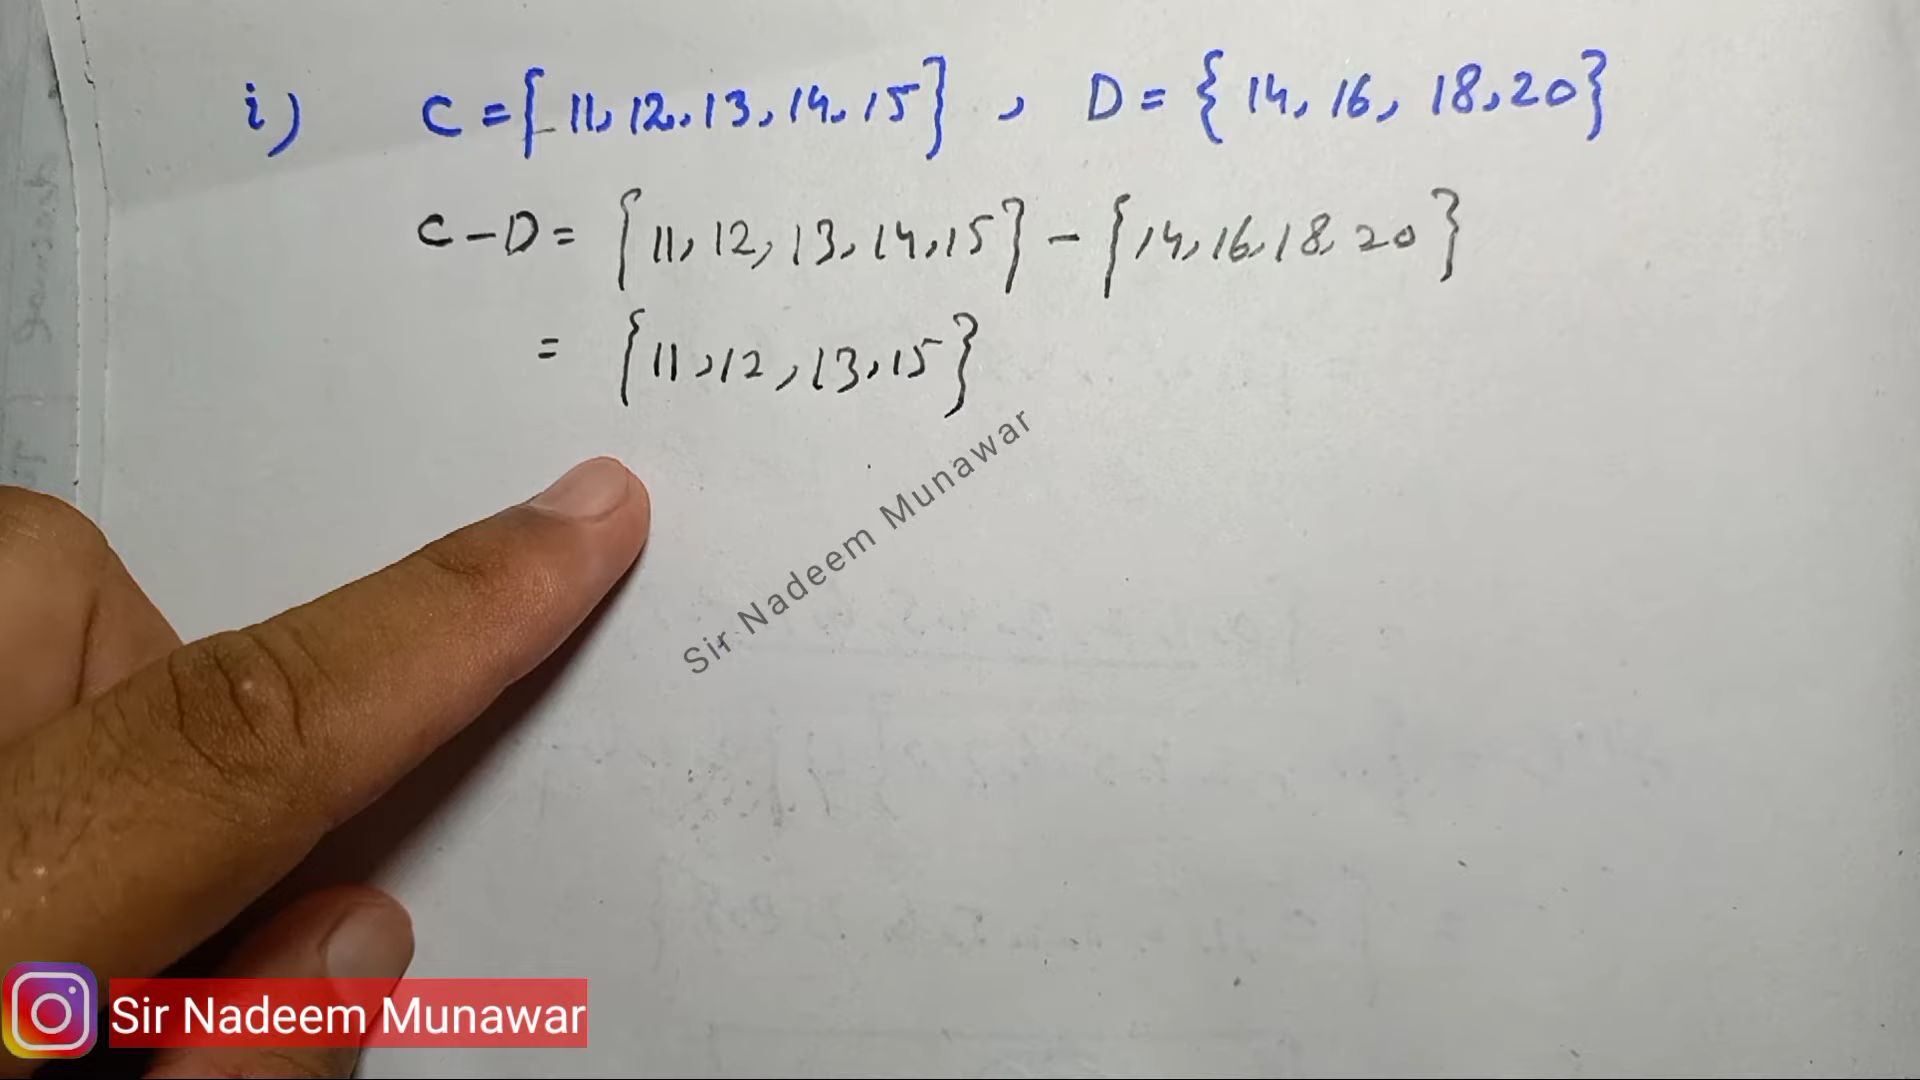 i) C = { 11, 12, 13, 14, 15 } , D = { 14, 16, 18, 20 }
C - D = { 11, 12, 13, 14, 15 } - { 14, 16, 18, 20 }
= { 11, 12, 13, 15 }
Sir Nadeem Munawar
Sir Nadeem Munawar